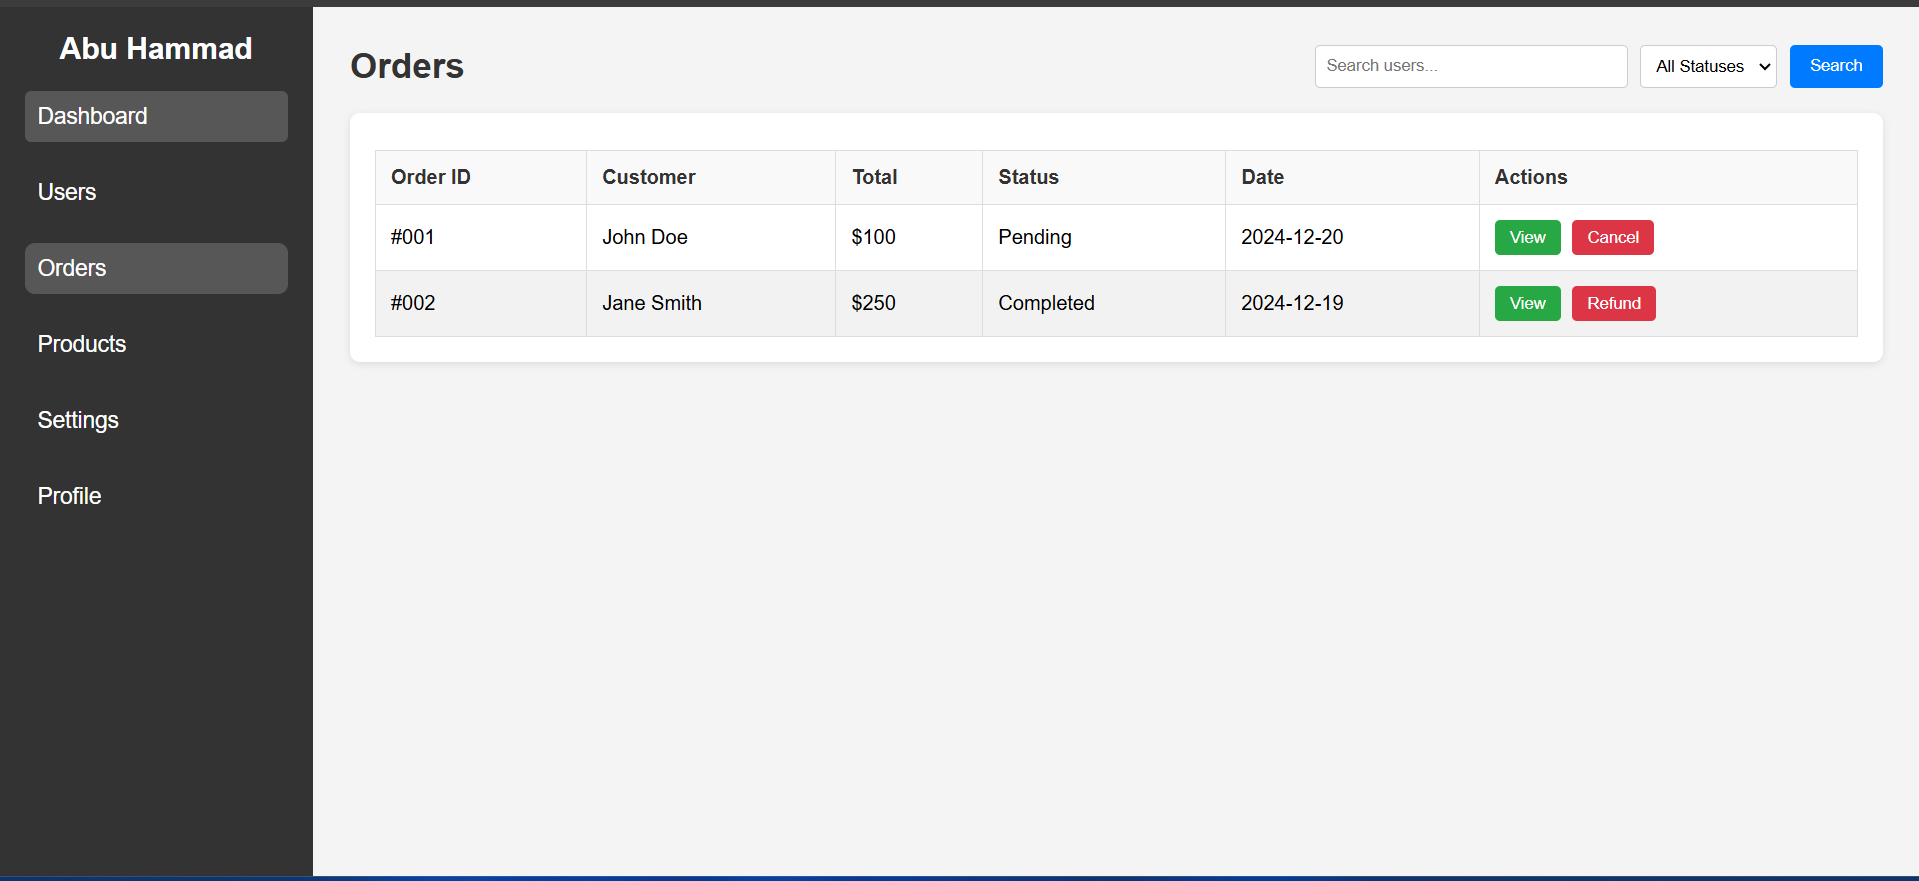 Abu Hammad
Dashboard
Users
Orders
Products
Settings
Profile
Orders
Search users...
All Statuses
Search
Order ID Customer Total Status Date Actions
#001 John Doe $100 Pending 2024-12-20 View Cancel
#002 Jane Smith $250 Completed 2024-12-19 View Refund